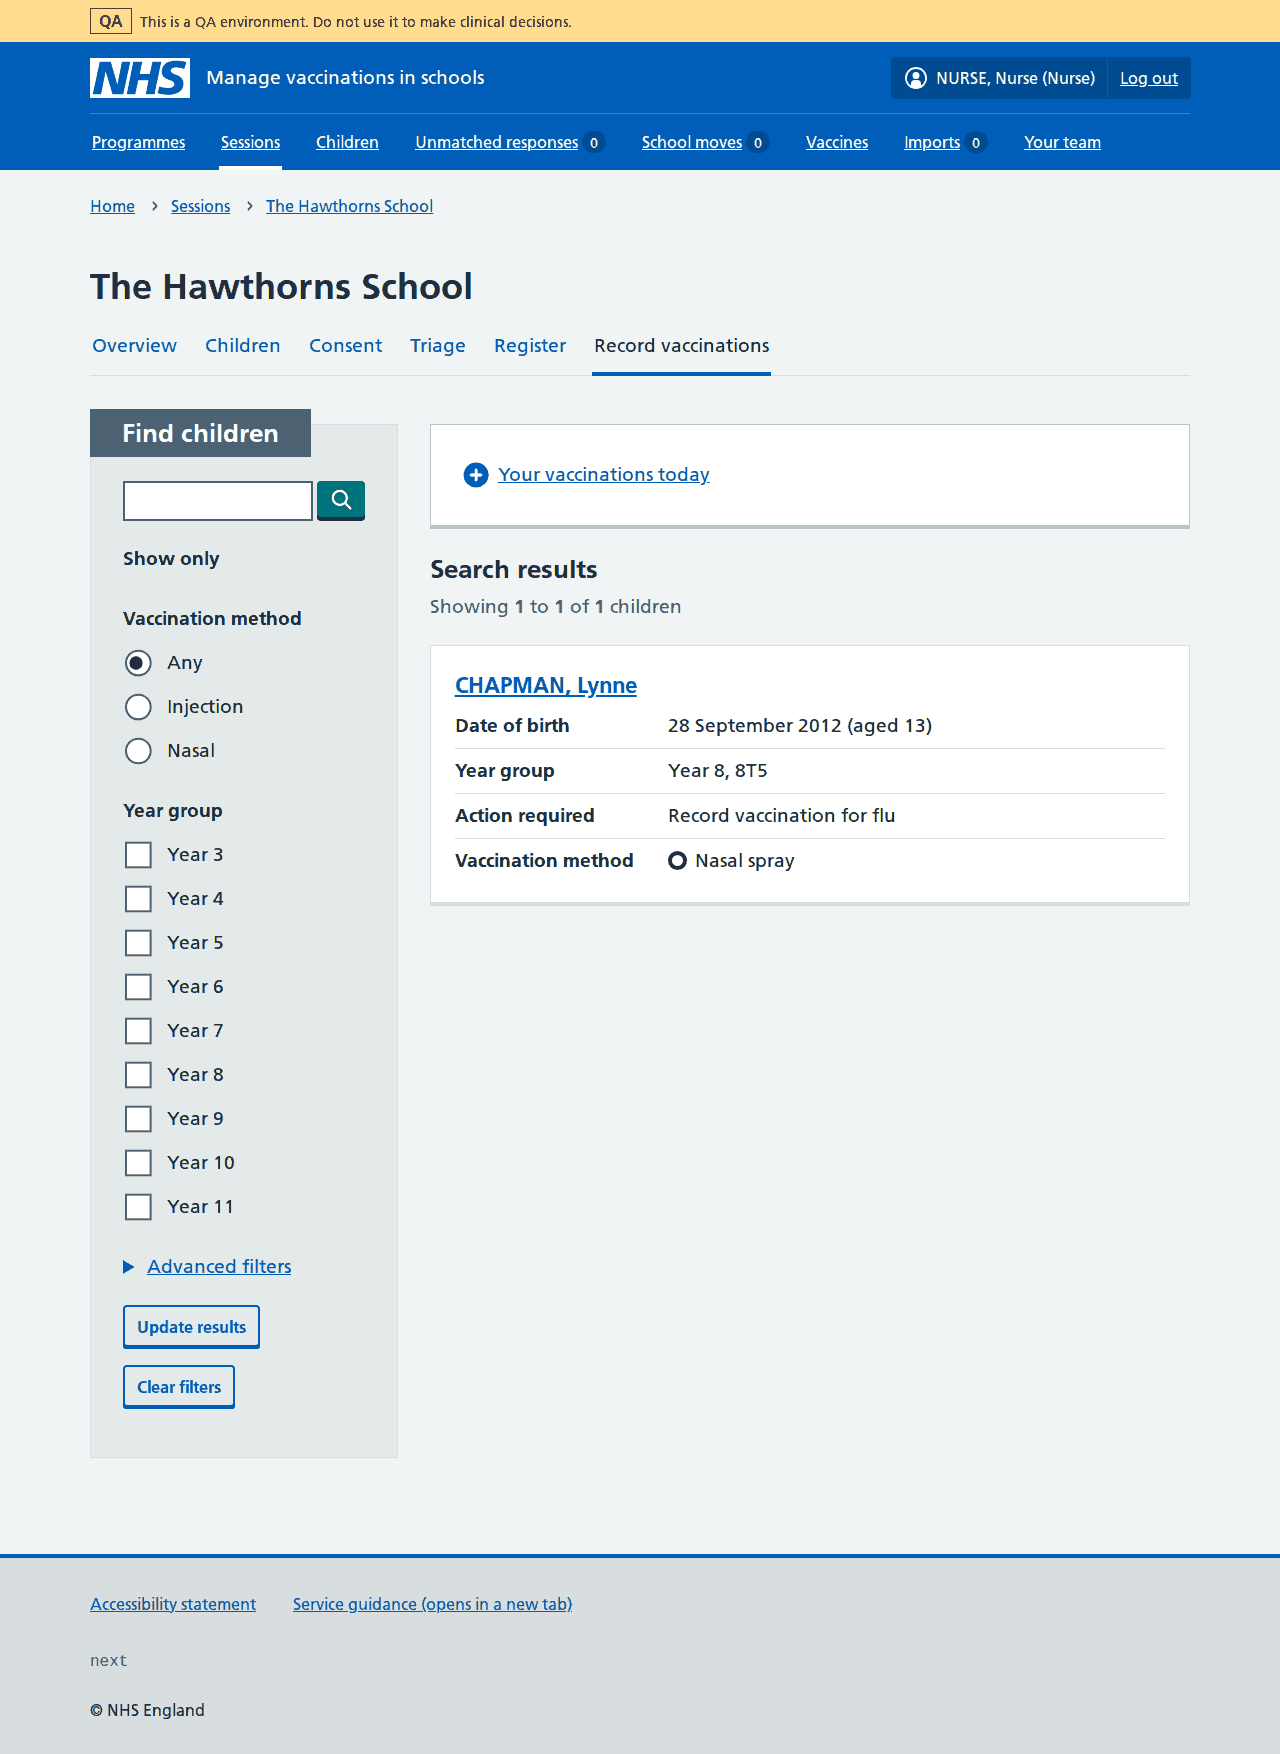 QA This is a QA environment. Do not use it to make clinical decisions.
NHS Manage vaccinations in schools NURSE, Nurse (Nurse) Log out
Programmes Sessions Children Unmatched responses 0 School moves 0 Vaccines Imports 0 Your team
Home Sessions The Hawthorns School
The Hawthorns School
Overview Children Consent Triage Register Record vaccinations
Find children
Show only
Vaccination method
Any
Injection
Nasal
Year group
Year 3
Year 4
Year 5
Year 6
Year 7
Year 8
Year 9
Year 10
Year 11
Advanced filters
Update results
Clear filters
Your vaccinations today
Search results
Showing 1 to 1 of 1 children
CHAPMAN, Lynne
Date of birth 28 September 2012 (aged 13)
Year group Year 8, 8T5
Action required Record vaccination for flu
Vaccination method Nasal spray
Accessibility statement Service guidance (opens in a new tab)
next
© NHS England